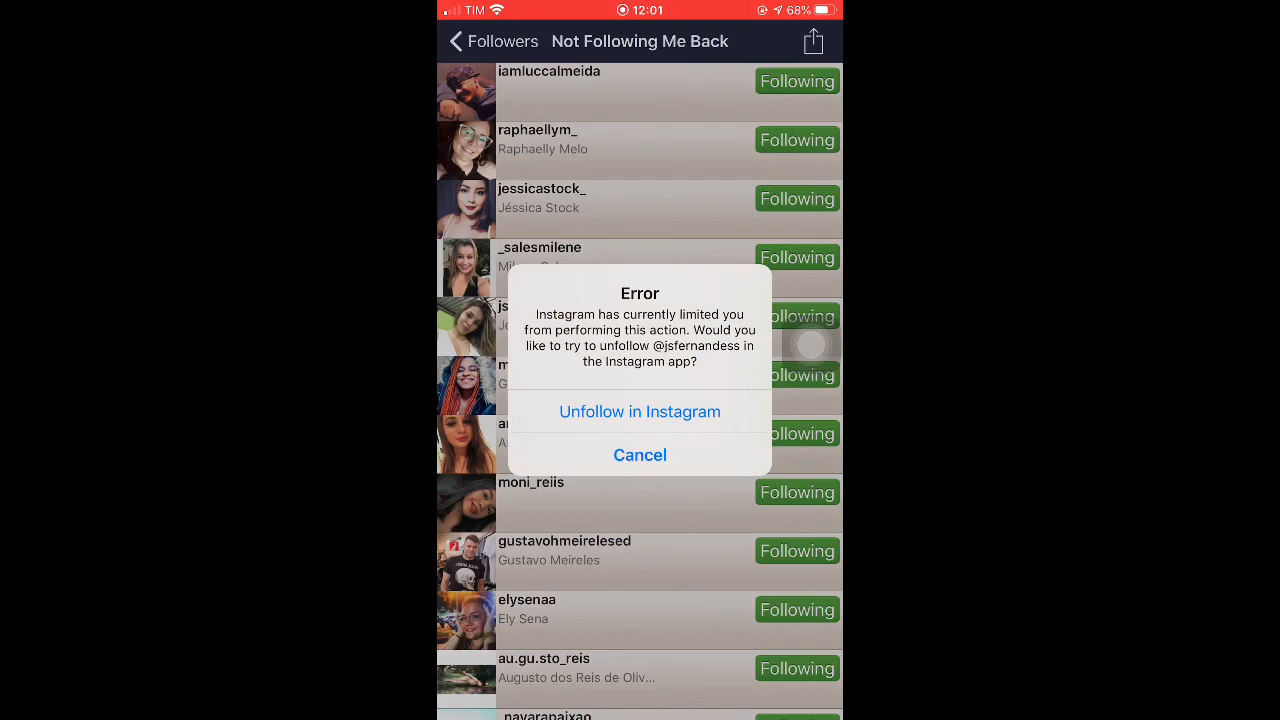 TIM 12:01 68%
Followers Not Following Me Back
iamluccalmeida Following
raphaellym_ Following
Raphaelly Melo
jessicastock_ Following
Jéssica Stock
_salesmilene Following
Error
Instagram has currently limited you
from performing this action. Would you
like to try to unfollow @jsfernandess in
the Instagram app?
Unfollow in Instagram
Cancel
moni_reiis Following
gustavohmeirelesed Following
Gustavo Meireles
elysenaa Following
Ely Sena
au.gu.sto_reis Following
Augusto dos Reis de Oliv...